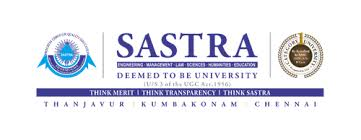 SASTRA
ENGINEERING · MANAGEMENT · LAW · SCIENCES · HUMANITIES · EDUCATION
DEEMED TO BE UNIVERSITY
(U/S 3 of the UGC Act, 1956)
THINK MERIT | THINK TRANSPARENCY | THINK SASTRA
THANJAVUR | KUMBAKONAM | CHENNAI